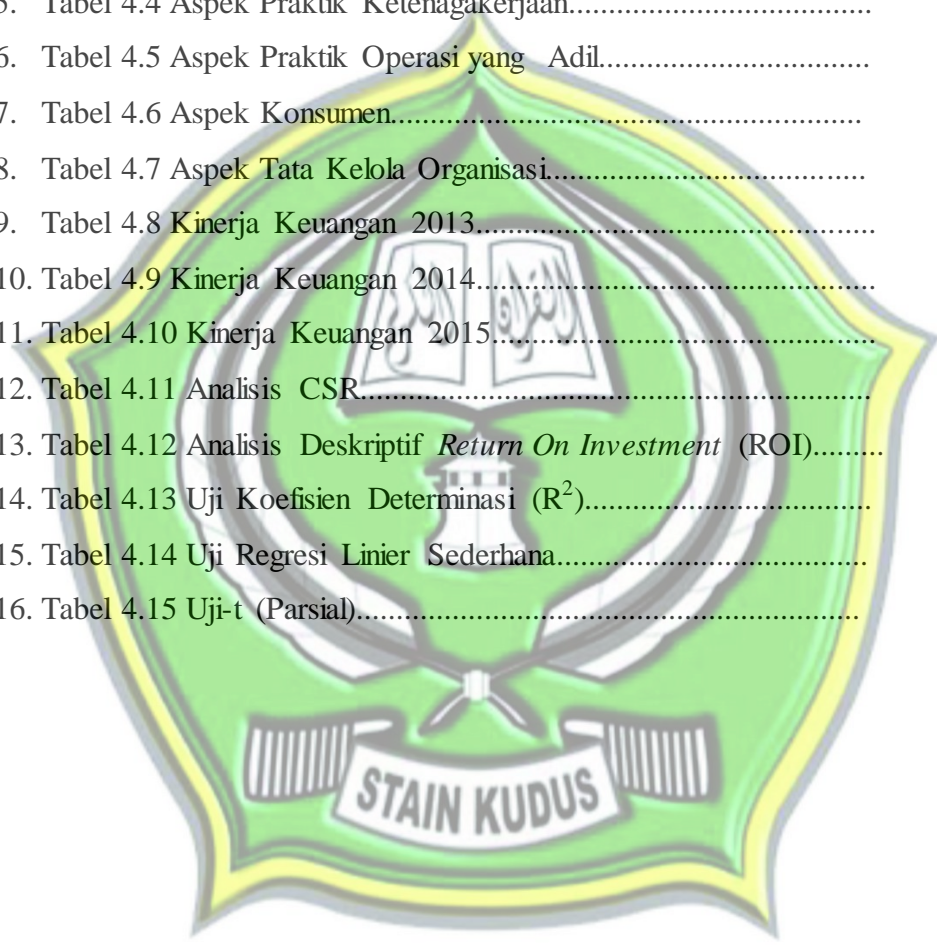 5. Tabel 4.4 Aspek Praktik Ketenagakerjaan....................................
6. Tabel 4.5 Aspek Praktik Operasi yang Adil................................
7. Tabel 4.6 Aspek Konsumen..........................................................
8. Tabel 4.7 Aspek Tata Kelola Organisasi.......................................
9. Tabel 4.8 Kinerja Keuangan 2013.................................................
10. Tabel 4.9 Kinerja Keuangan 2014.................................................
11. Tabel 4.10 Kinerja Keuangan 2015...............................................
12. Tabel 4.11 Analisis CSR...............................................................
13. Tabel 4.12 Analisis Deskriptif Return On Investment (ROI).........
14. Tabel 4.13 Uji Koefisien Determinasi (R²)...................................
15. Tabel 4.14 Uji Regresi Linier Sederhana......................................
16. Tabel 4.15 Uji-t (Parsial)..............................................................
STAIN KUDUS